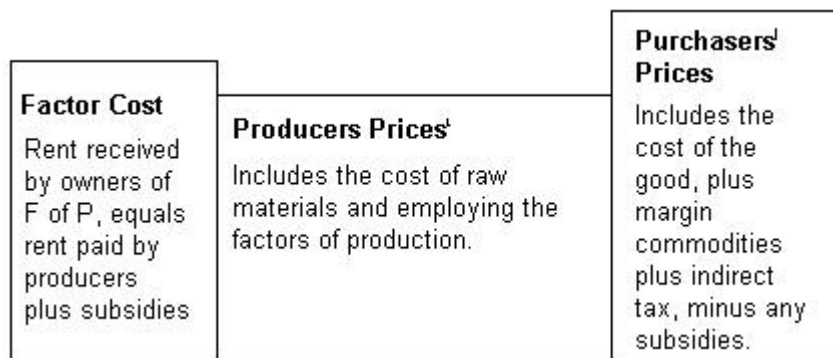 Factor Cost
Rent received
by owners of
F of P, equals
rent paid by
producers
plus subsidies
Producers Prices'
Includes the cost of raw
materials and employing the
factors of production.
Purchasers'
Prices
Includes the
cost of the
good, plus
margin
commodities
plus indirect
tax, minus any
subsidies.